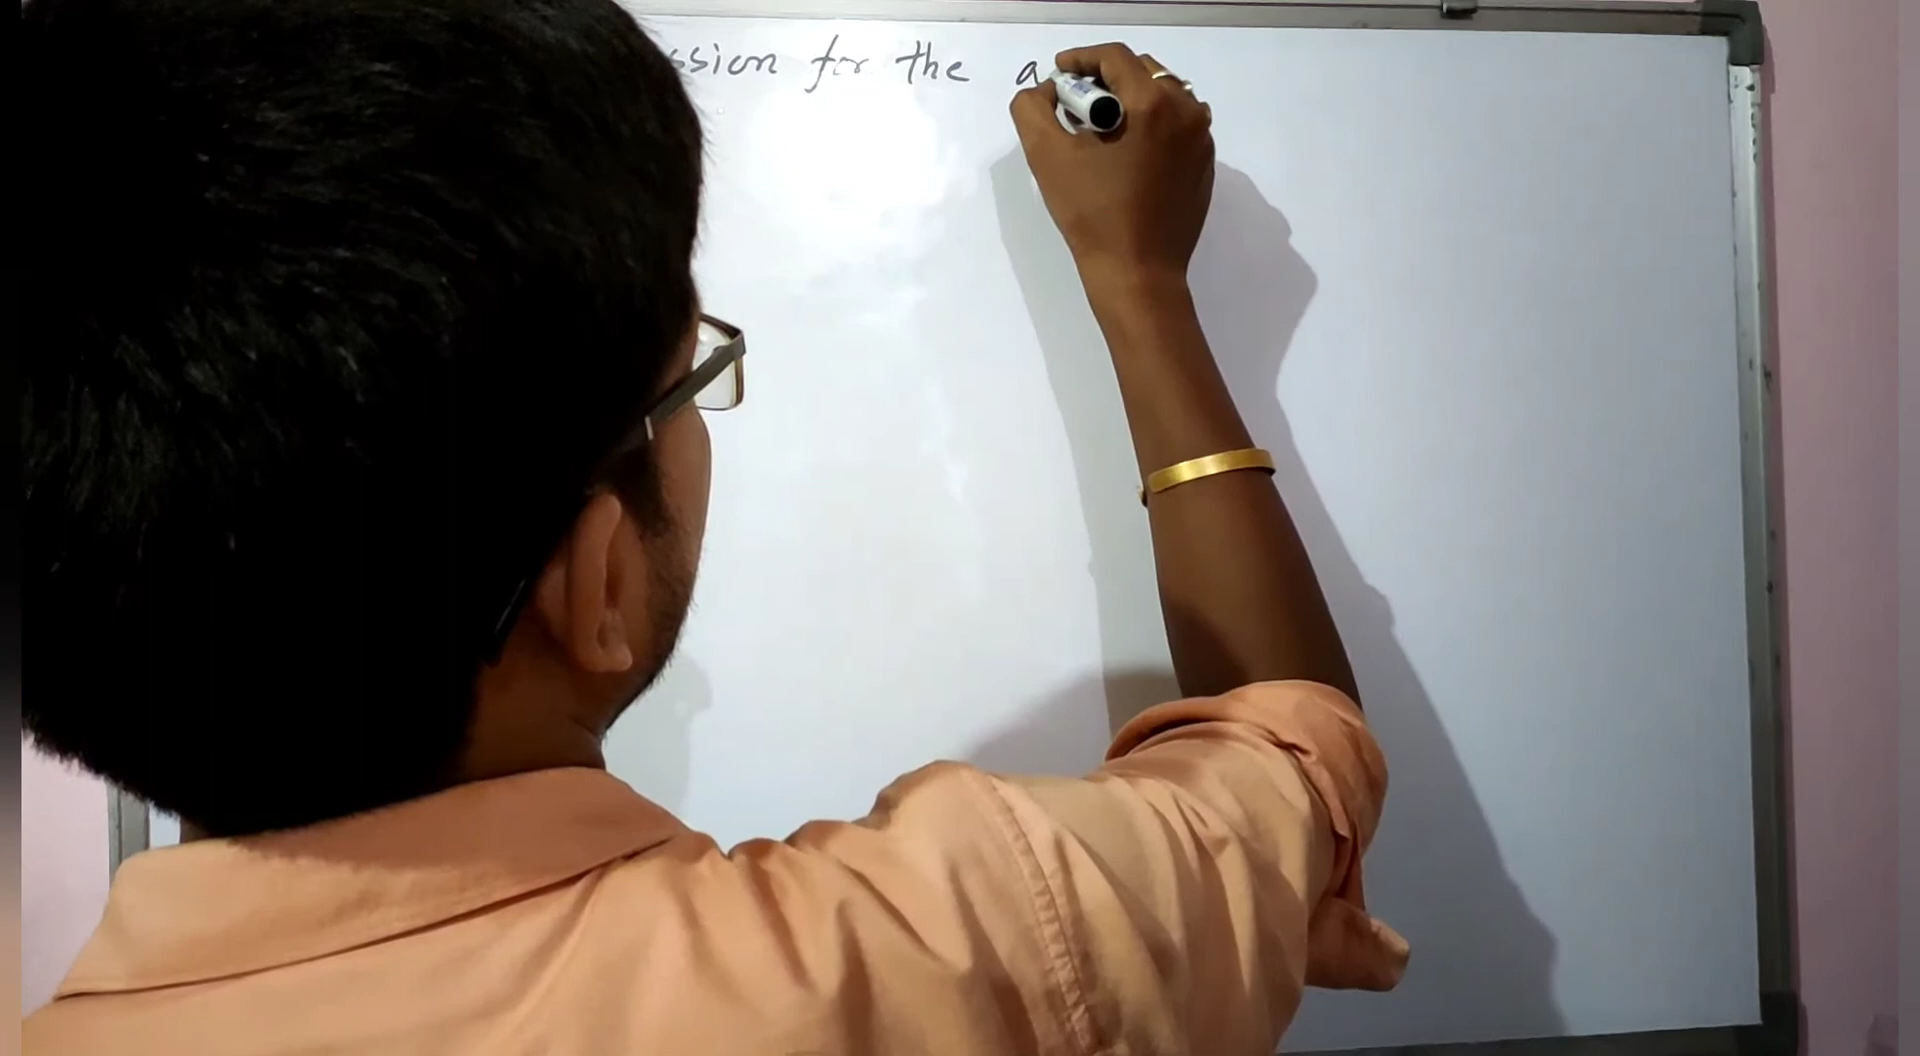 ssion for the a